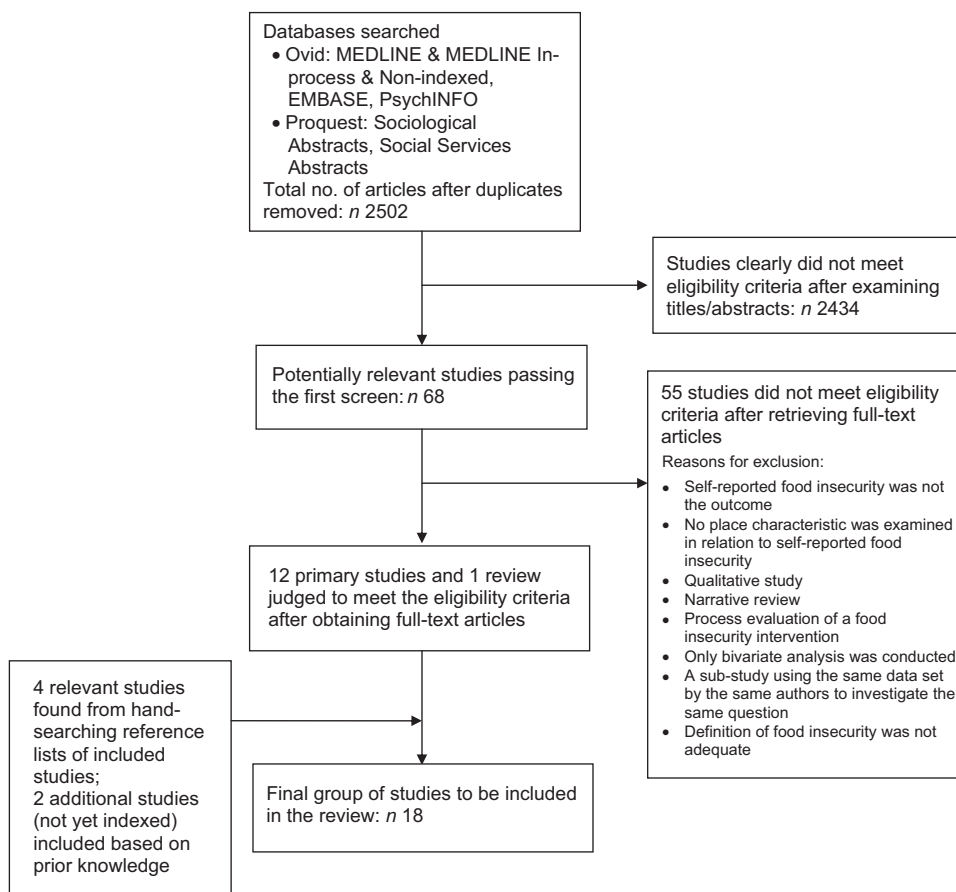 Databases searched
• Ovid: MEDLINE & MEDLINE In-
process & Non-indexed,
EMBASE, PsychINFO
• Proquest: Sociological
Abstracts, Social Services
Abstracts
Total no. of articles after duplicates
removed: n 2502
Studies clearly did not meet
eligibility criteria after examining
titles/abstracts: n 2434
Potentially relevant studies passing
the first screen: n 68
55 studies did not meet eligibility
criteria after retrieving full-text
articles
Reasons for exclusion:
• Self-reported food insecurity was not
the outcome
• No place characteristic was examined
in relation to self-reported food
insecurity
• Qualitative study
• Narrative review
• Process evaluation of a food
insecurity intervention
• Only bivariate analysis was conducted
• A sub-study using the same data set
by the same authors to investigate the
same question
• Definition of food insecurity was not
adequate
12 primary studies and 1 review
judged to meet the eligibility criteria
after obtaining full-text articles
4 relevant studies
found from hand-
searching reference
lists of included
studies;
2 additional studies
(not yet indexed)
included based on
prior knowledge
Final group of studies to be included
in the review: n 18